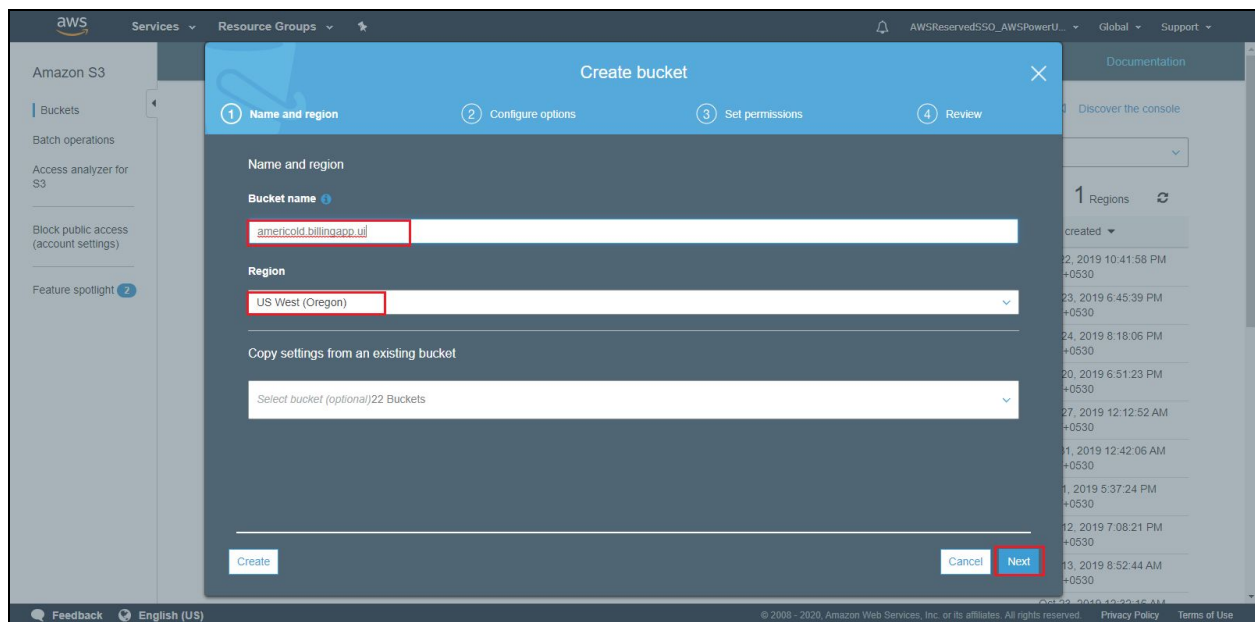 aws Services Resource Groups AWSReservedSSO_AWSPowerU... Global Support
Amazon S3
Buckets
Batch operations
Access analyzer for
S3
Block public access
(account settings)
Feature spotlight 2
Create bucket
1 Name and region 2 Configure options 3 Set permissions 4 Review
Name and region
Bucket name
americold.billingapp.ui
Region
US West (Oregon)
Copy settings from an existing bucket
Select bucket (optional)22 Buckets
Create Cancel Next
Documentation
Discover the console
1 Regions
created
22, 2019 10:41:58 PM
+0530
23, 2019 6:45:39 PM
+0530
24, 2019 8:18:06 PM
+0530
20, 2019 6:51:23 PM
+0530
27, 2019 12:12:52 AM
+0530
31, 2019 12:42:06 AM
+0530
1, 2019 5:37:24 PM
+0530
12, 2019 7:08:21 PM
+0530
13, 2019 8:52:44 AM
+0530
Feedback English (US) © 2008 - 2020, Amazon Web Services, Inc. or its affiliates. All rights reserved. Privacy Policy Terms of Use